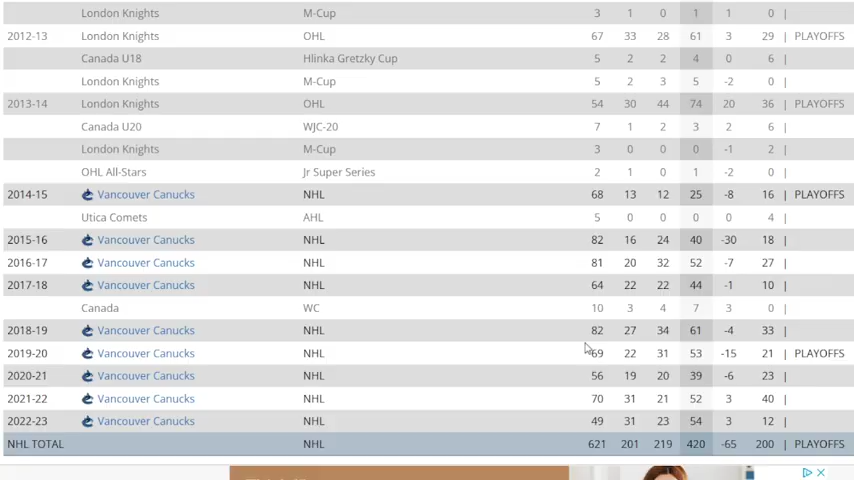 London Knights M-Cup 3 1 0 1 1 0 |
2012-13 London Knights OHL 67 33 28 61 3 29 | PLAYOFFS
Canada U18 Hlinka Gretzky Cup 5 2 2 4 0 6 |
London Knights M-Cup 5 2 3 5 -2 0 |
2013-14 London Knights OHL 54 30 44 74 20 36 | PLAYOFFS
Canada U20 WJC-20 7 1 2 3 2 6 |
London Knights M-Cup 3 0 0 0 -1 2 |
OHL All-Stars Jr Super Series 2 1 0 1 -2 0 |
2014-15 Vancouver Canucks NHL 68 13 12 25 -8 16 | PLAYOFFS
Utica Comets AHL 5 0 0 0 0 4 |
2015-16 Vancouver Canucks NHL 82 16 24 40 -30 18 |
2016-17 Vancouver Canucks NHL 81 20 32 52 -7 27 |
2017-18 Vancouver Canucks NHL 64 22 22 44 -1 10 |
Canada WC 10 3 4 7 3 0 |
2018-19 Vancouver Canucks NHL 82 27 34 61 -4 33 |
2019-20 Vancouver Canucks NHL 69 22 31 53 -15 21 | PLAYOFFS
2020-21 Vancouver Canucks NHL 56 19 20 39 -6 23 |
2021-22 Vancouver Canucks NHL 70 31 21 52 3 40 |
2022-23 Vancouver Canucks NHL 49 31 23 54 3 12 |
NHL TOTAL NHL 621 201 219 420 -65 200 | PLAYOFFS